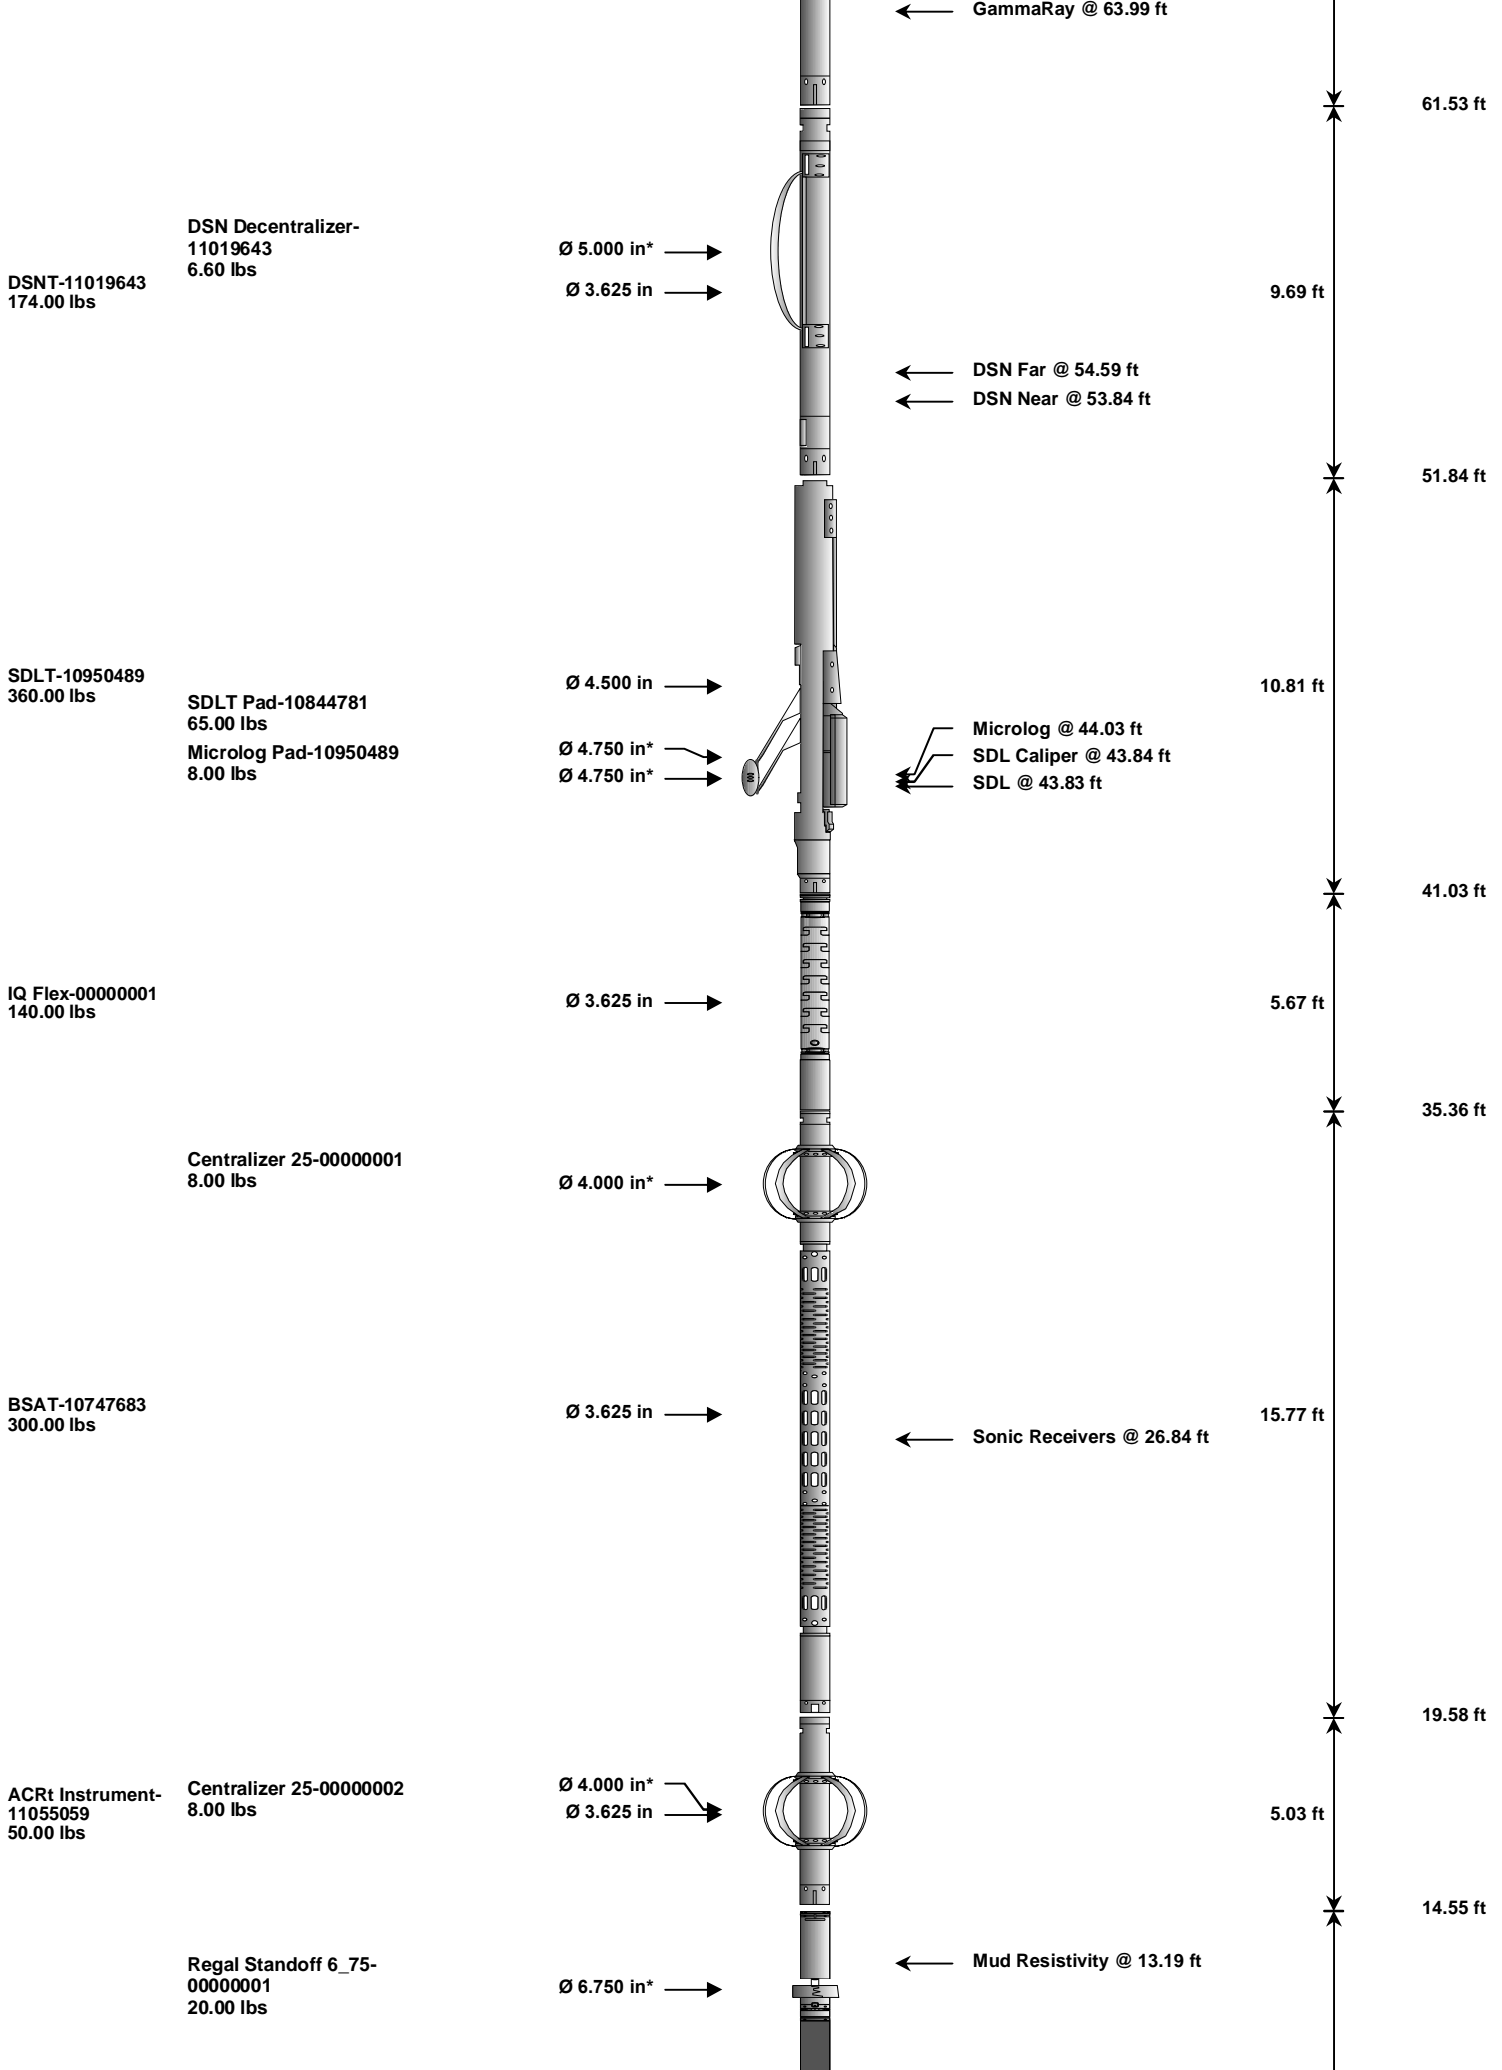 GammaRay @ 63.99 ft
61.53 ft
DSN Decentralizer-
11019643
6.60 lbs
Ø 5.000 in*
DSNT-11019643
174.00 lbs
Ø 3.625 in
9.69 ft
DSN Far @ 54.59 ft
DSN Near @ 53.84 ft
51.84 ft
SDLT-10950489
360.00 lbs
Ø 4.500 in
10.81 ft
SDLT Pad-10844781
65.00 lbs
Microlog Pad-10950489
8.00 lbs
Ø 4.750 in*
Ø 4.750 in*
Microlog @ 44.03 ft
SDL Caliper @ 43.84 ft
SDL @ 43.83 ft
41.03 ft
IQ Flex-00000001
140.00 lbs
Ø 3.625 in
5.67 ft
35.36 ft
Centralizer 25-00000001
8.00 lbs
Ø 4.000 in*
BSAT-10747683
300.00 lbs
Ø 3.625 in
15.77 ft
Sonic Receivers @ 26.84 ft
19.58 ft
ACRt Instrument-
11055059
50.00 lbs
Centralizer 25-00000002
8.00 lbs
Ø 4.000 in*
Ø 3.625 in
5.03 ft
14.55 ft
Mud Resistivity @ 13.19 ft
Regal Standoff 6_75-
00000001
20.00 lbs
Ø 6.750 in*